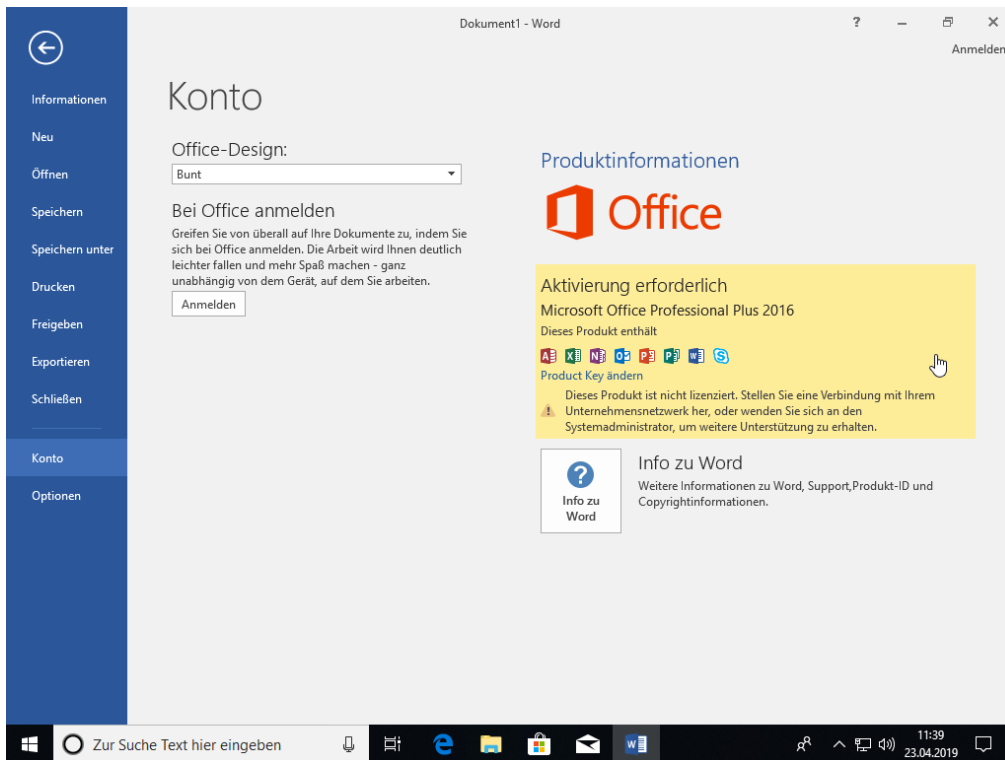 Dokument1 - Word
?
Anmelden
Informationen
Neu
Öffnen
Speichern
Speichern unter
Drucken
Freigeben
Exportieren
Schließen
Konto
Optionen
Konto
Office-Design:
Bunt
Bei Office anmelden
Greifen Sie von überall auf Ihre Dokumente zu, indem Sie
sich bei Office anmelden. Die Arbeit wird Ihnen deutlich
leichter fallen und mehr Spaß machen - ganz
unabhängig von dem Gerät, auf dem Sie arbeiten.
Anmelden
Produktinformationen
Office
Aktivierung erforderlich
Microsoft Office Professional Plus 2016
Dieses Produkt enthält
Product Key ändern
Dieses Produkt ist nicht lizenziert. Stellen Sie eine Verbindung mit Ihrem
Unternehmensnetzwerk her, oder wenden Sie sich an den
Systemadministrator, um weitere Unterstützung zu erhalten.
?
Info zu
Word
Info zu Word
Weitere Informationen zu Word, Support,Produkt-ID und
Copyrightinformationen.
Zur Suche Text hier eingeben
11:39
23.04.2019